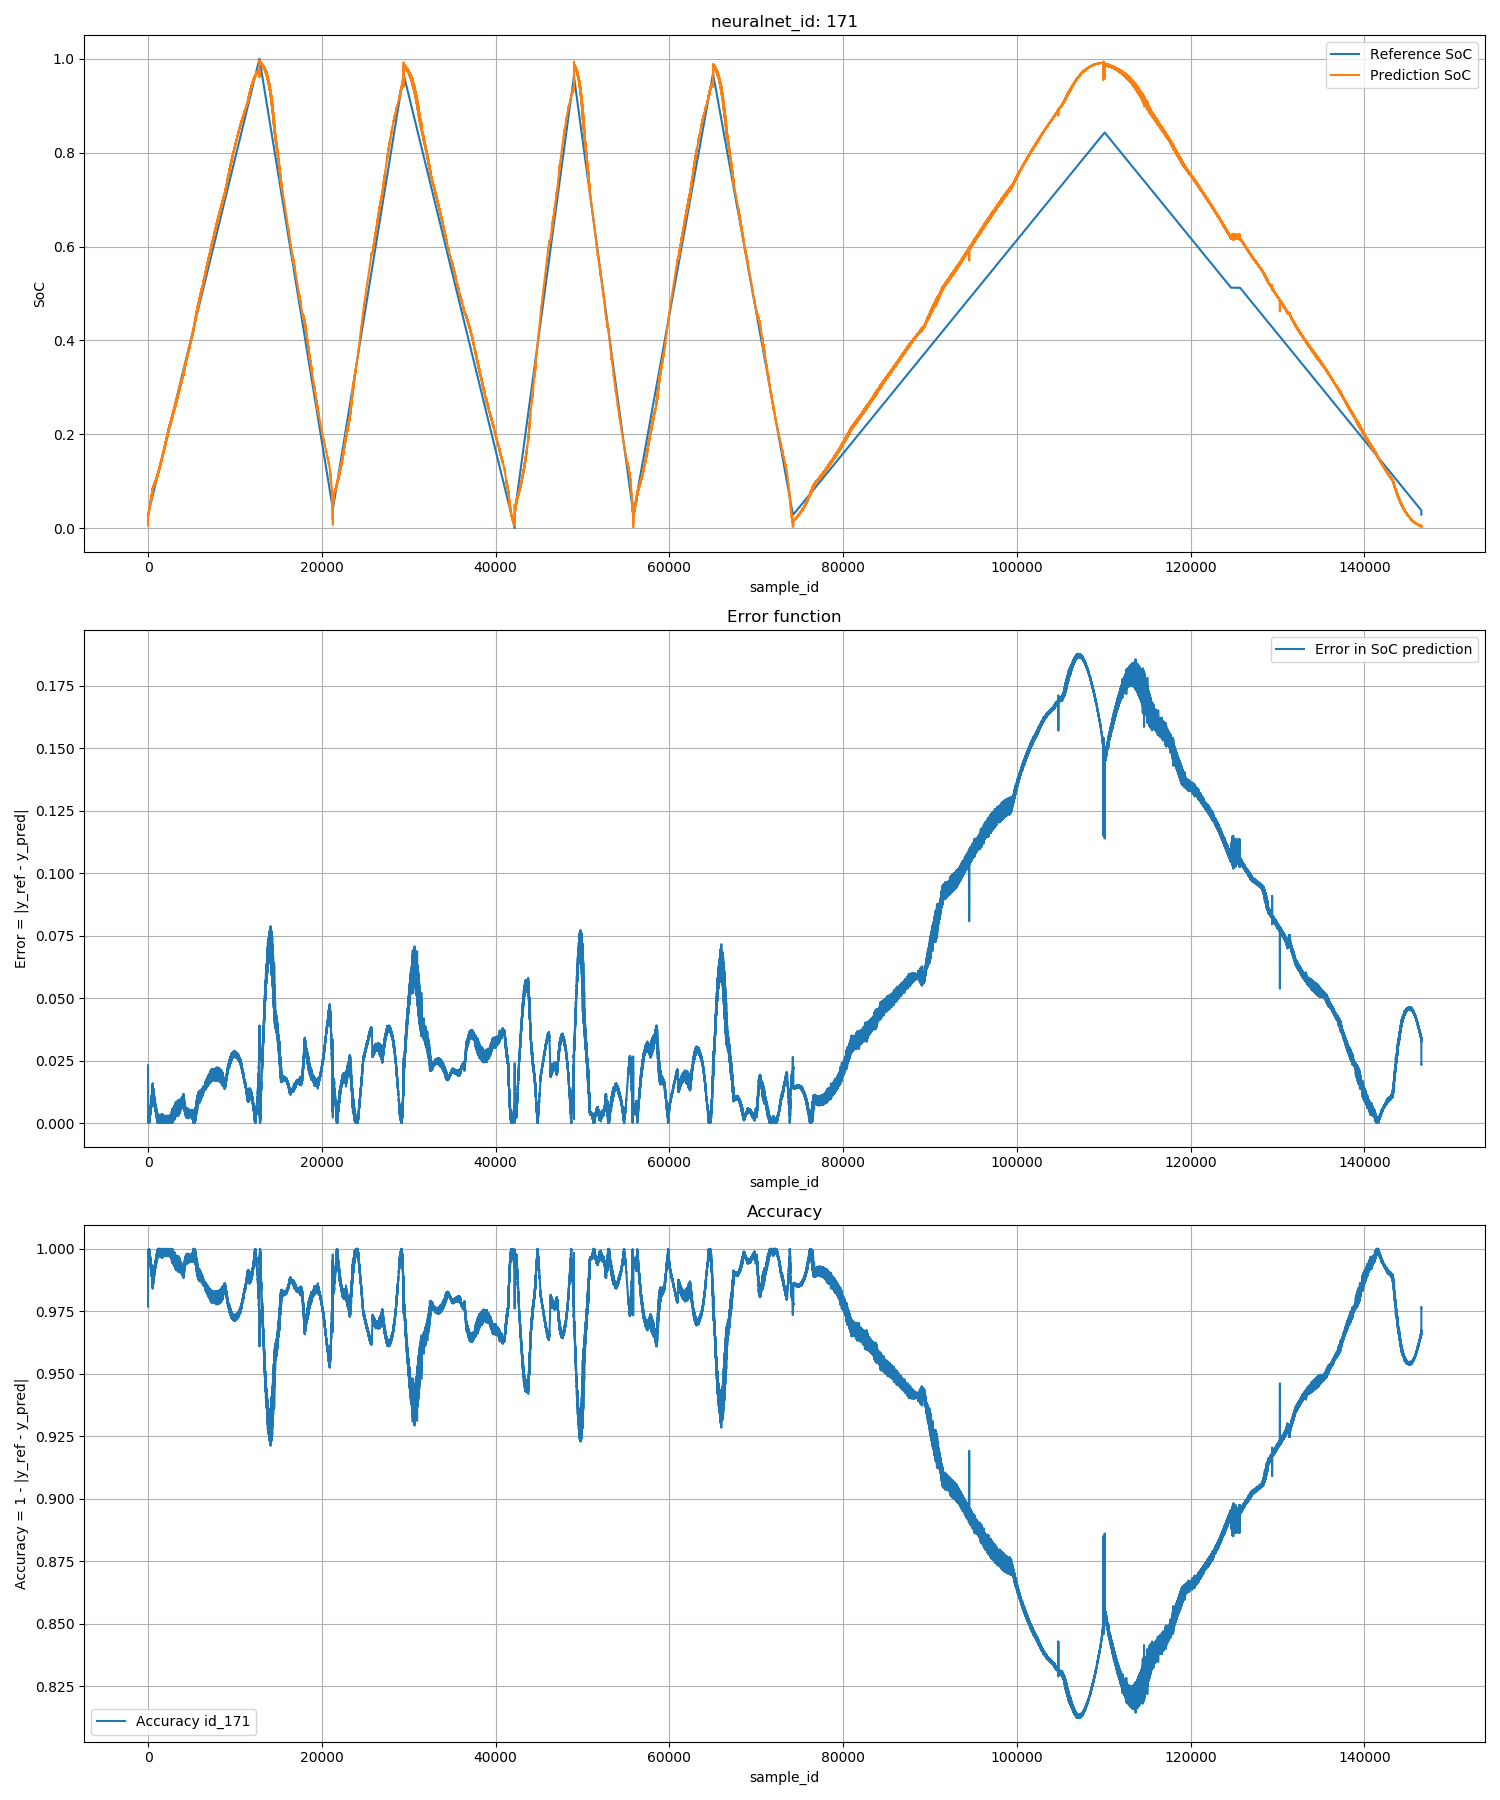 neuralnet_id: 171
Reference SoC
Prediction SoC
1.0
0.8
0.6
0.4
0.2
0.0
SoC
0 20000 40000 60000 80000 100000 120000 140000
sample_id
Error function
Error in SoC prediction
0.175
0.150
0.125
0.100
0.075
0.050
0.025
0.000
Error = |y_ref - y_pred|
0 20000 40000 60000 80000 100000 120000 140000
sample_id
Accuracy
1.000
0.975
0.950
0.925
0.900
0.875
0.850
0.825
Accuracy = 1 - |y_ref - y_pred|
Accuracy id_171
0 20000 40000 60000 80000 100000 120000 140000
sample_id